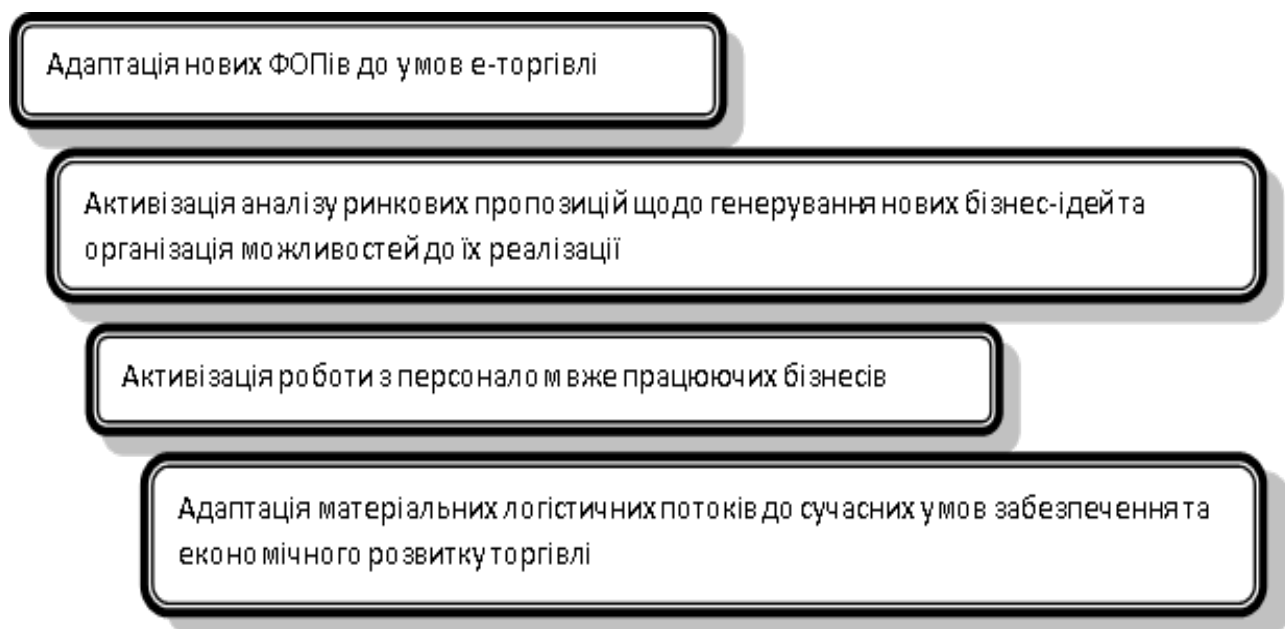 Адаптація нових ФОПів до умов е-торгівлі
Активізація аналізу ринкових пропозицій щодо генерування нових бізнес-ідей та
організація можливостей до їх реалізації
Активізація роботи з персоналом вже працюючих бізнесів
Адаптація матеріальних логістичних потоків до сучасних умов забезпечення та
економічного розвитку торгівлі